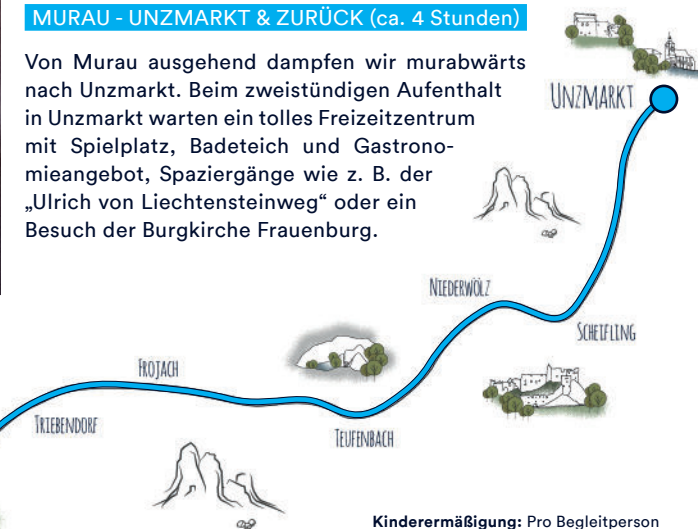 MURAU - UNZMARKT & ZURÜCK (ca. 4 Stunden)
Von Murau ausgehend dampfen wir murabwärts
nach Unzmarkt. Beim zweistündigen Aufenthalt
in Unzmarkt warten ein tolles Freizeitzentrum
mit Spielplatz, Badeteich und Gastrono-
mieangebot, Spaziergänge wie z. B. der
„Ulrich von Liechtensteinweg“ oder ein
Besuch der Burgkirche Frauenburg.
UNZMARKT
NIEDERWÖLZ
SCHEIFLING
FROJACH
TRIEBENDORF
TEUFENBACH
Kinderermäßigung: Pro Begleitperson